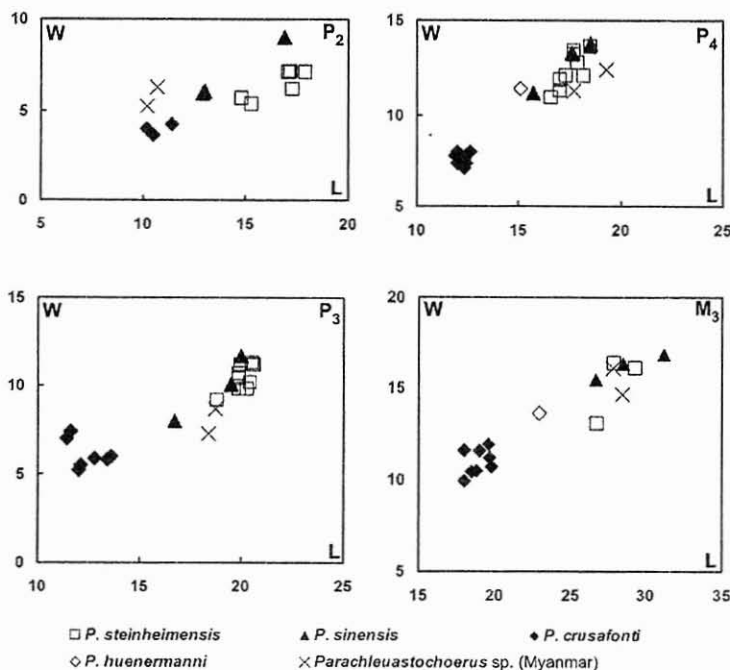 W P2
10
5
0
5 10 15 20
L
W P4
15
10
5
10 15 20 25
L
W P3
15
10
5
0
10 15 20 25
L
W M3
20
15
10
5
15 20 25 30 35
L
P. steinheimensis P. sinensis P. crusafonti
P. huenermanni Parachleuastochoerus sp. (Myanmar)